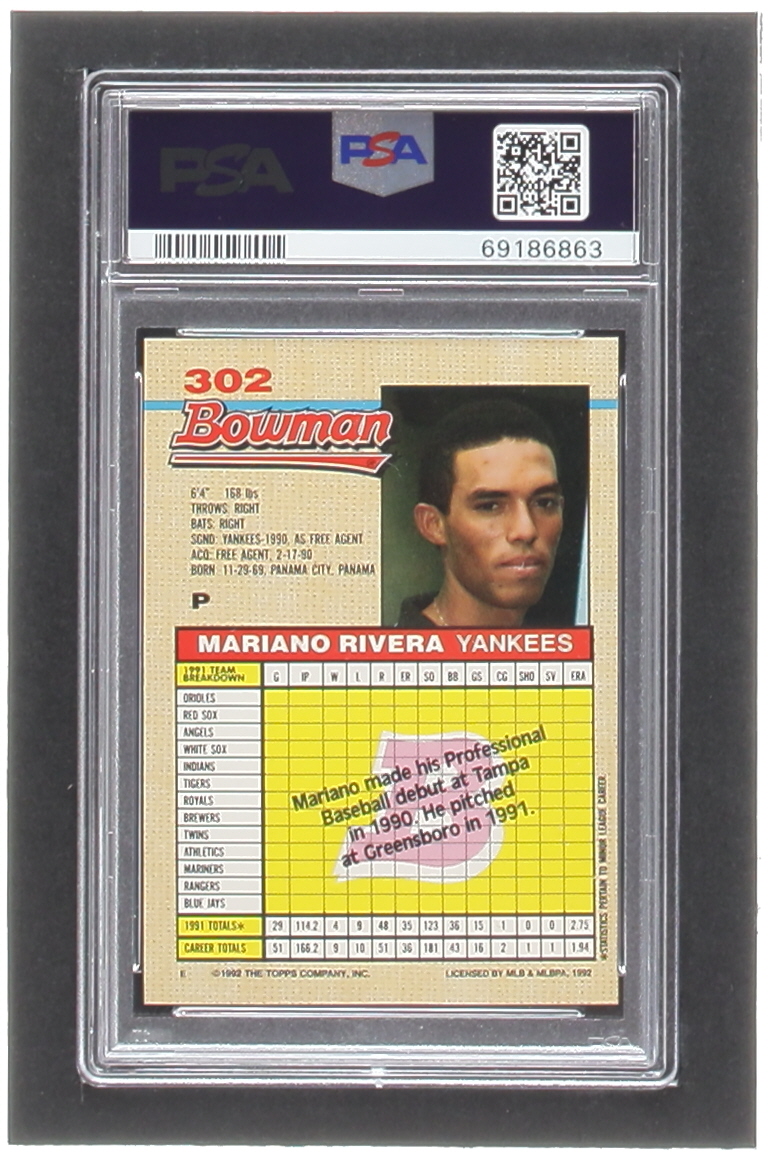 PSA PSA
69186863
302
Bowman
6'4" 168 lbs
THROWS: RIGHT
BATS: RIGHT
SGND: YANKEES-1990, AS FREE AGENT
ACQ: FREE AGENT, 2-17-90
BORN 11-29-69, PANAMA CITY, PANAMA
P
MARIANO RIVERA YANKEES
1991 TEAM BREAKDOWN G IP W L R ER SO BB GS CG SHO SV ERA
ORIOLES
RED SOX
ANGELS
WHITE SOX
INDIANS
TIGERS
ROYALS
BREWERS
TWINS
ATHLETICS
MARINERS
RANGERS
BLUE JAYS
B
Mariano made his Professional
Baseball debut at Tampa
in 1990. He pitched
at Greensboro in 1991.
1991 TOTALS* 29 114.2 4 9 48 35 123 36 15 1 0 0 2.75
CAREER TOTALS 51 166.2 9 10 51 36 181 43 16 2 1 1 1.94
*STATISTICS PERTAIN TO MINOR LEAGUE CAREER.
E ©1992 THE TOPPS COMPANY, INC. LICENSED BY MLB & MLBPA, 1992
PSA